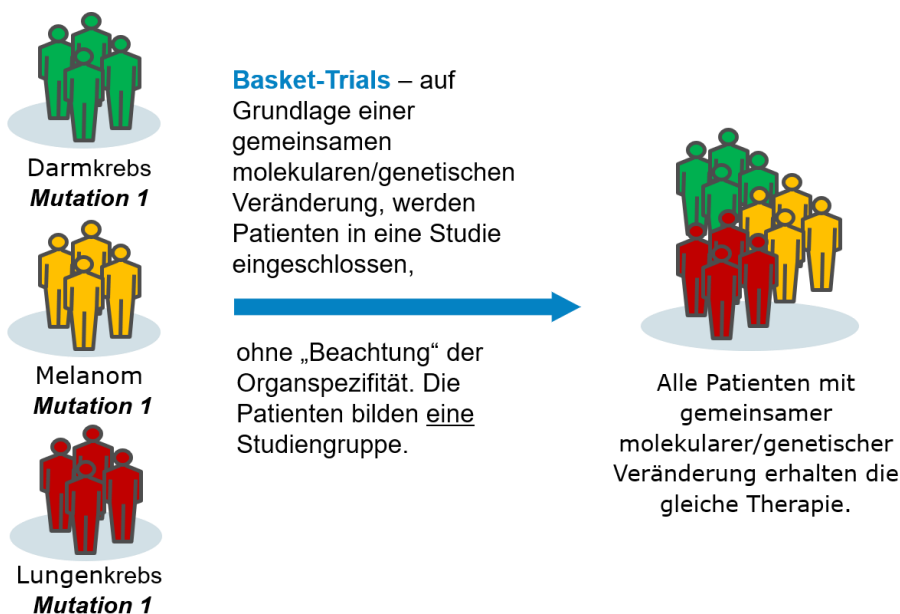 Darmkrebs
Mutation 1
Melanom
Mutation 1
Lungenkrebs
Mutation 1
Basket-Trials – auf
Grundlage einer
gemeinsamen
molekularen/genetischen
Veränderung, werden
Patienten in eine Studie
eingeschlossen,
ohne „Beachtung“ der
Organspezifität. Die
Patienten bilden eine
Studiengruppe.
Alle Patienten mit
gemeinsamer
molekularer/genetischer
Veränderung erhalten die
gleiche Therapie.